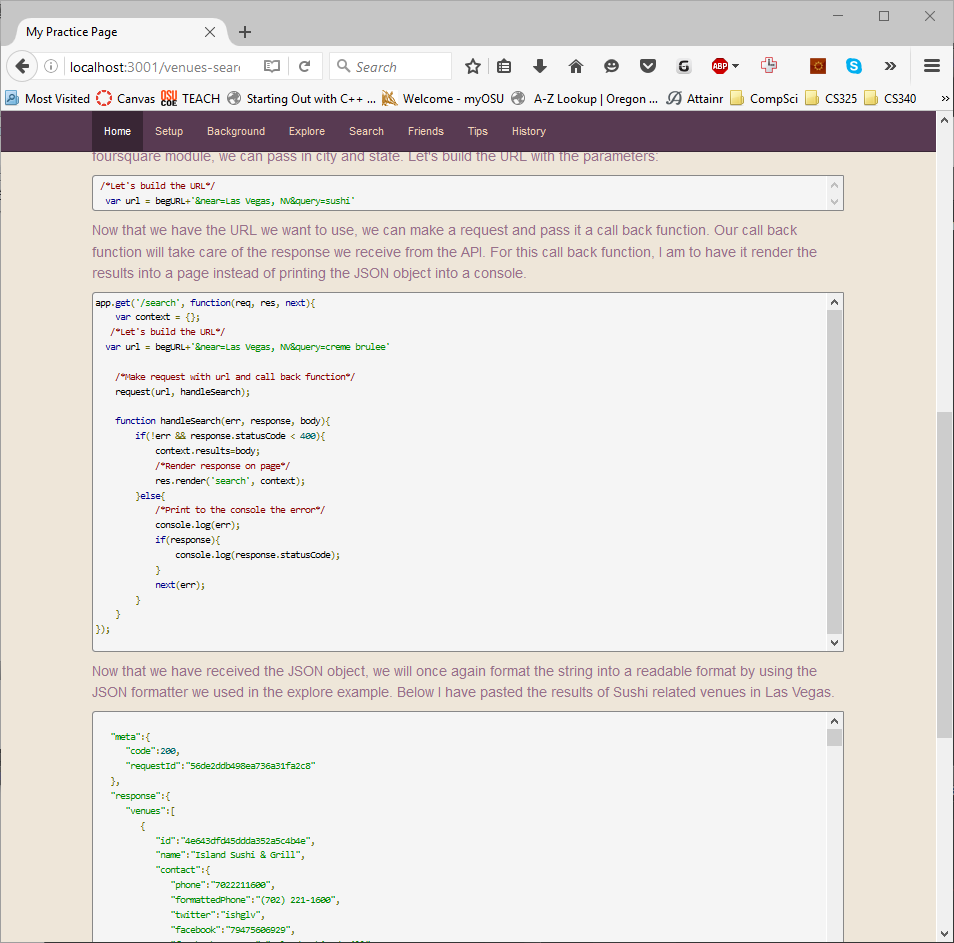 My Practice Page
localhost:3001/venues-sear
Search
ABP
G
S
Most Visited Canvas OSU COE TEACH Starting Out with C++ ... Welcome - myOSU A-Z Lookup | Oregon ... Attainr CompSci CS325 CS340
Home Setup Background Explore Search Friends Tips History
foursquare module, we can pass in city and state. Let's build the URL with the parameters:
/*Let's build the URL*/
var url = begURL+'&near=Las Vegas, NV&query=sushi'
Now that we have the URL we want to use, we can make a request and pass it a call back function. Our call back
function will take care of the response we receive from the API. For this call back function, I am to have it render the
results into a page instead of printing the JSON object into a console.
app.get('/search', function(req, res, next){
var context = {};
/*Let's build the URL*/
var url = begURL+'&near=Las Vegas, NV&query=creme brulee'
/*Make request with url and call back function*/
request(url, handleSearch);
function handleSearch(err, response, body){
if(!err && response.statusCode < 400){
context.results=body;
/*Render response on page*/
res.render('search', context);
}else{
/*Print to the console the error*/
console.log(err);
if(response){
console.log(response.statusCode);
}
next(err);
}
}
});
Now that we have received the JSON object, we will once again format the string into a readable format by using the
JSON formatter we used in the explore example. Below I have pasted the results of Sushi related venues in Las Vegas.
"meta":{
"code":200,
"requestId":"56de2ddb498ea736a31fa2c8"
},
"response":{
"venues":[
{
"id":"4e643dfd45ddda352a5c4b4e",
"name":"Island Sushi & Grill",
"contact":{
"phone":"7022211600",
"formattedPhone":"(702) 221-1600",
"twitter":"ishglv",
"facebook":"79475606929",